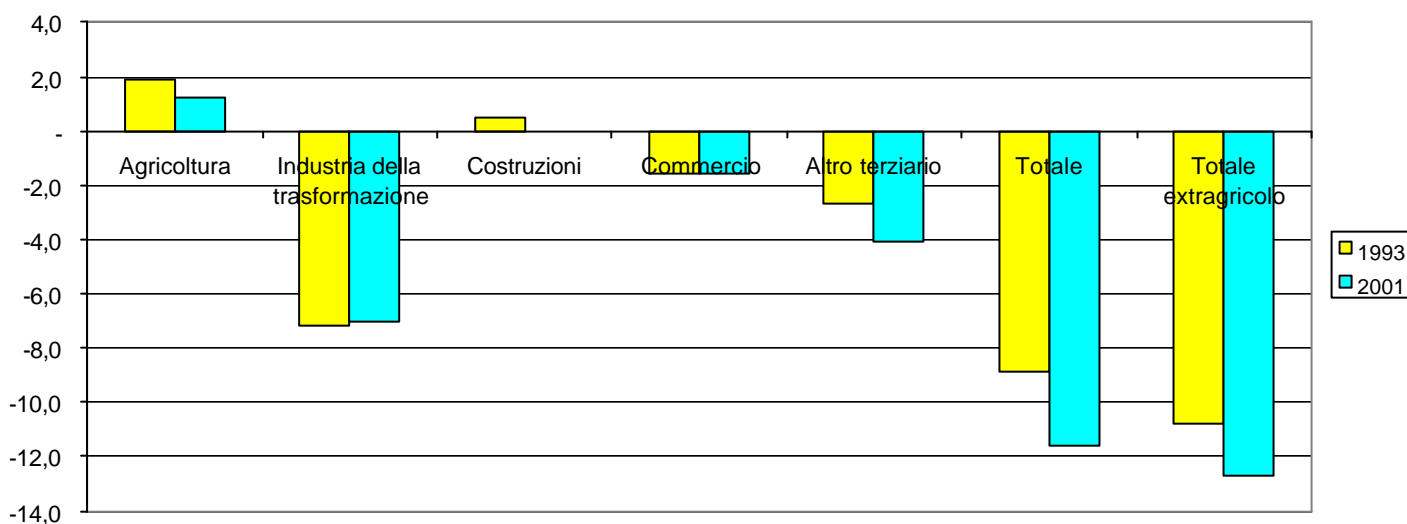 4,0
2,0
-
-2,0
-4,0
-6,0
-8,0
-10,0
-12,0
-14,0
Agricoltura
Industria della
trasformazione
Costruzioni
Commercio
Altro terziario
Totale
Totale
extragricolo
1993
2001